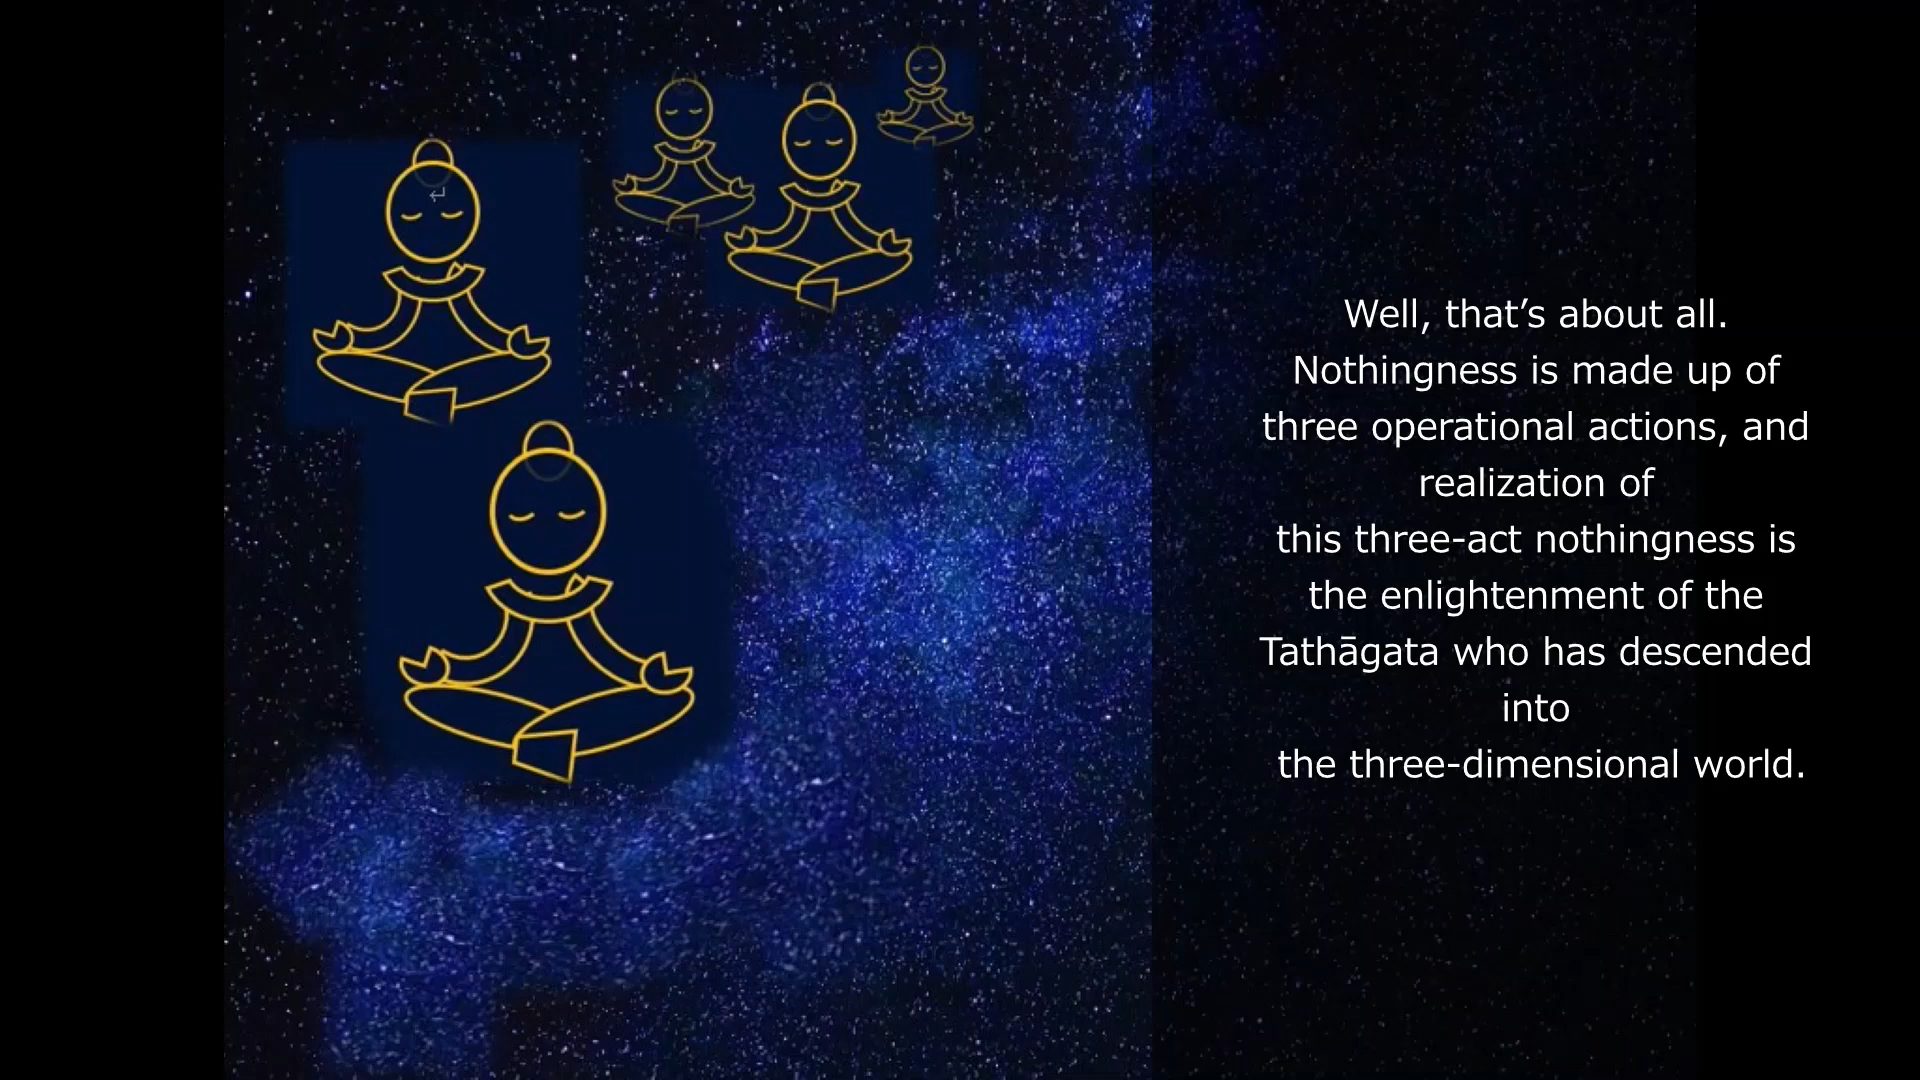 Well, that’s about all.
Nothingness is made up of
three operational actions, and
realization of
this three-act nothingness is
the enlightenment of the
Tathāgata who has descended
into
the three-dimensional world.